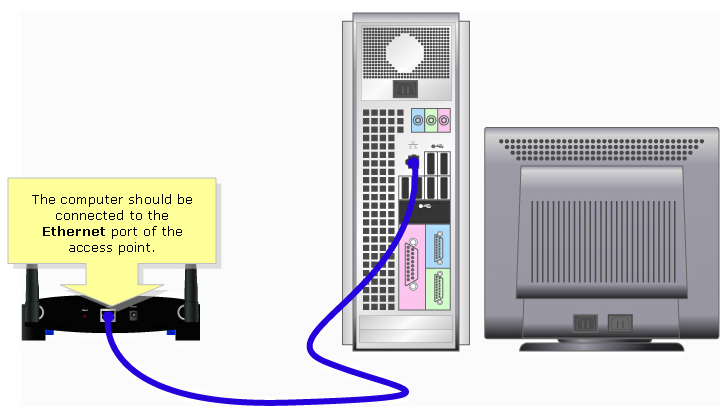 The computer should be
connected to the
Ethernet port of the
access point.